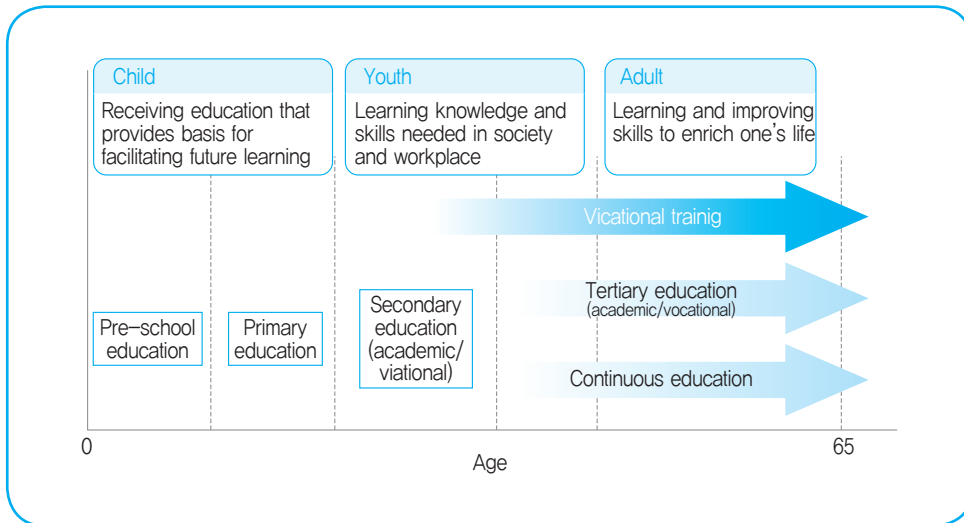 Child
Receiving education that
provides basis for
facilitating future learning
Youth
Learning knowledge and
skills needed in society
and workplace
Adult
Learning and improving
skills to enrich one's life
Vicational trainig
Pre-school
education
Primary
education
Secondary
education
(academic/
viational)
Tertiary education
(academic/vocational)
Continuous education
0
65
Age